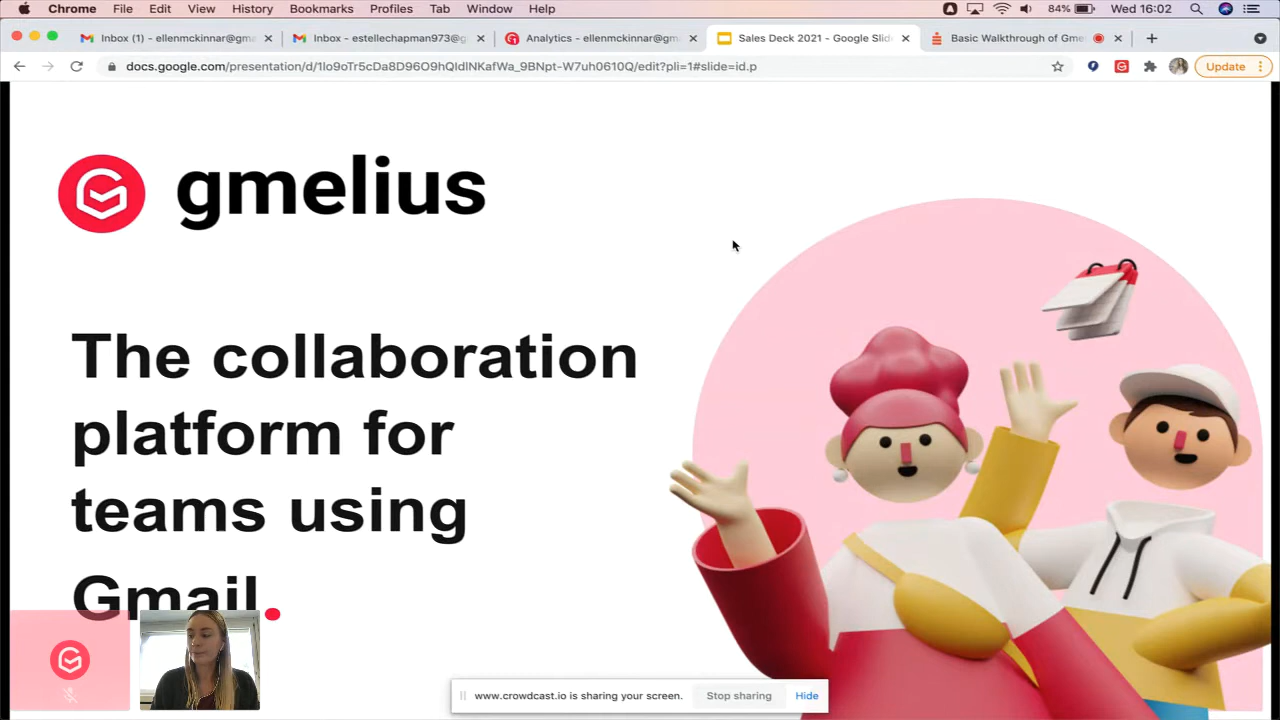 Chrome File Edit View History Bookmarks Profiles Tab Window Help 84% Wed 16:02
Inbox (1) - ellenmckinnar@gma Inbox - estellechapman973@g Analytics - ellenmckinnar@gm Sales Deck 2021 - Google Slid Basic Walkthrough of Gme
docs.google.com/presentation/d/1lo9oTr5cDa8D96O9hQIdlNKafWa_9BNpt-W7uh0610Q/edit?pli=1#slide=id.p Update
gmelius
The collaboration
platform for
teams using
Gmail.
www.crowdcast.io is sharing your screen. Stop sharing Hide